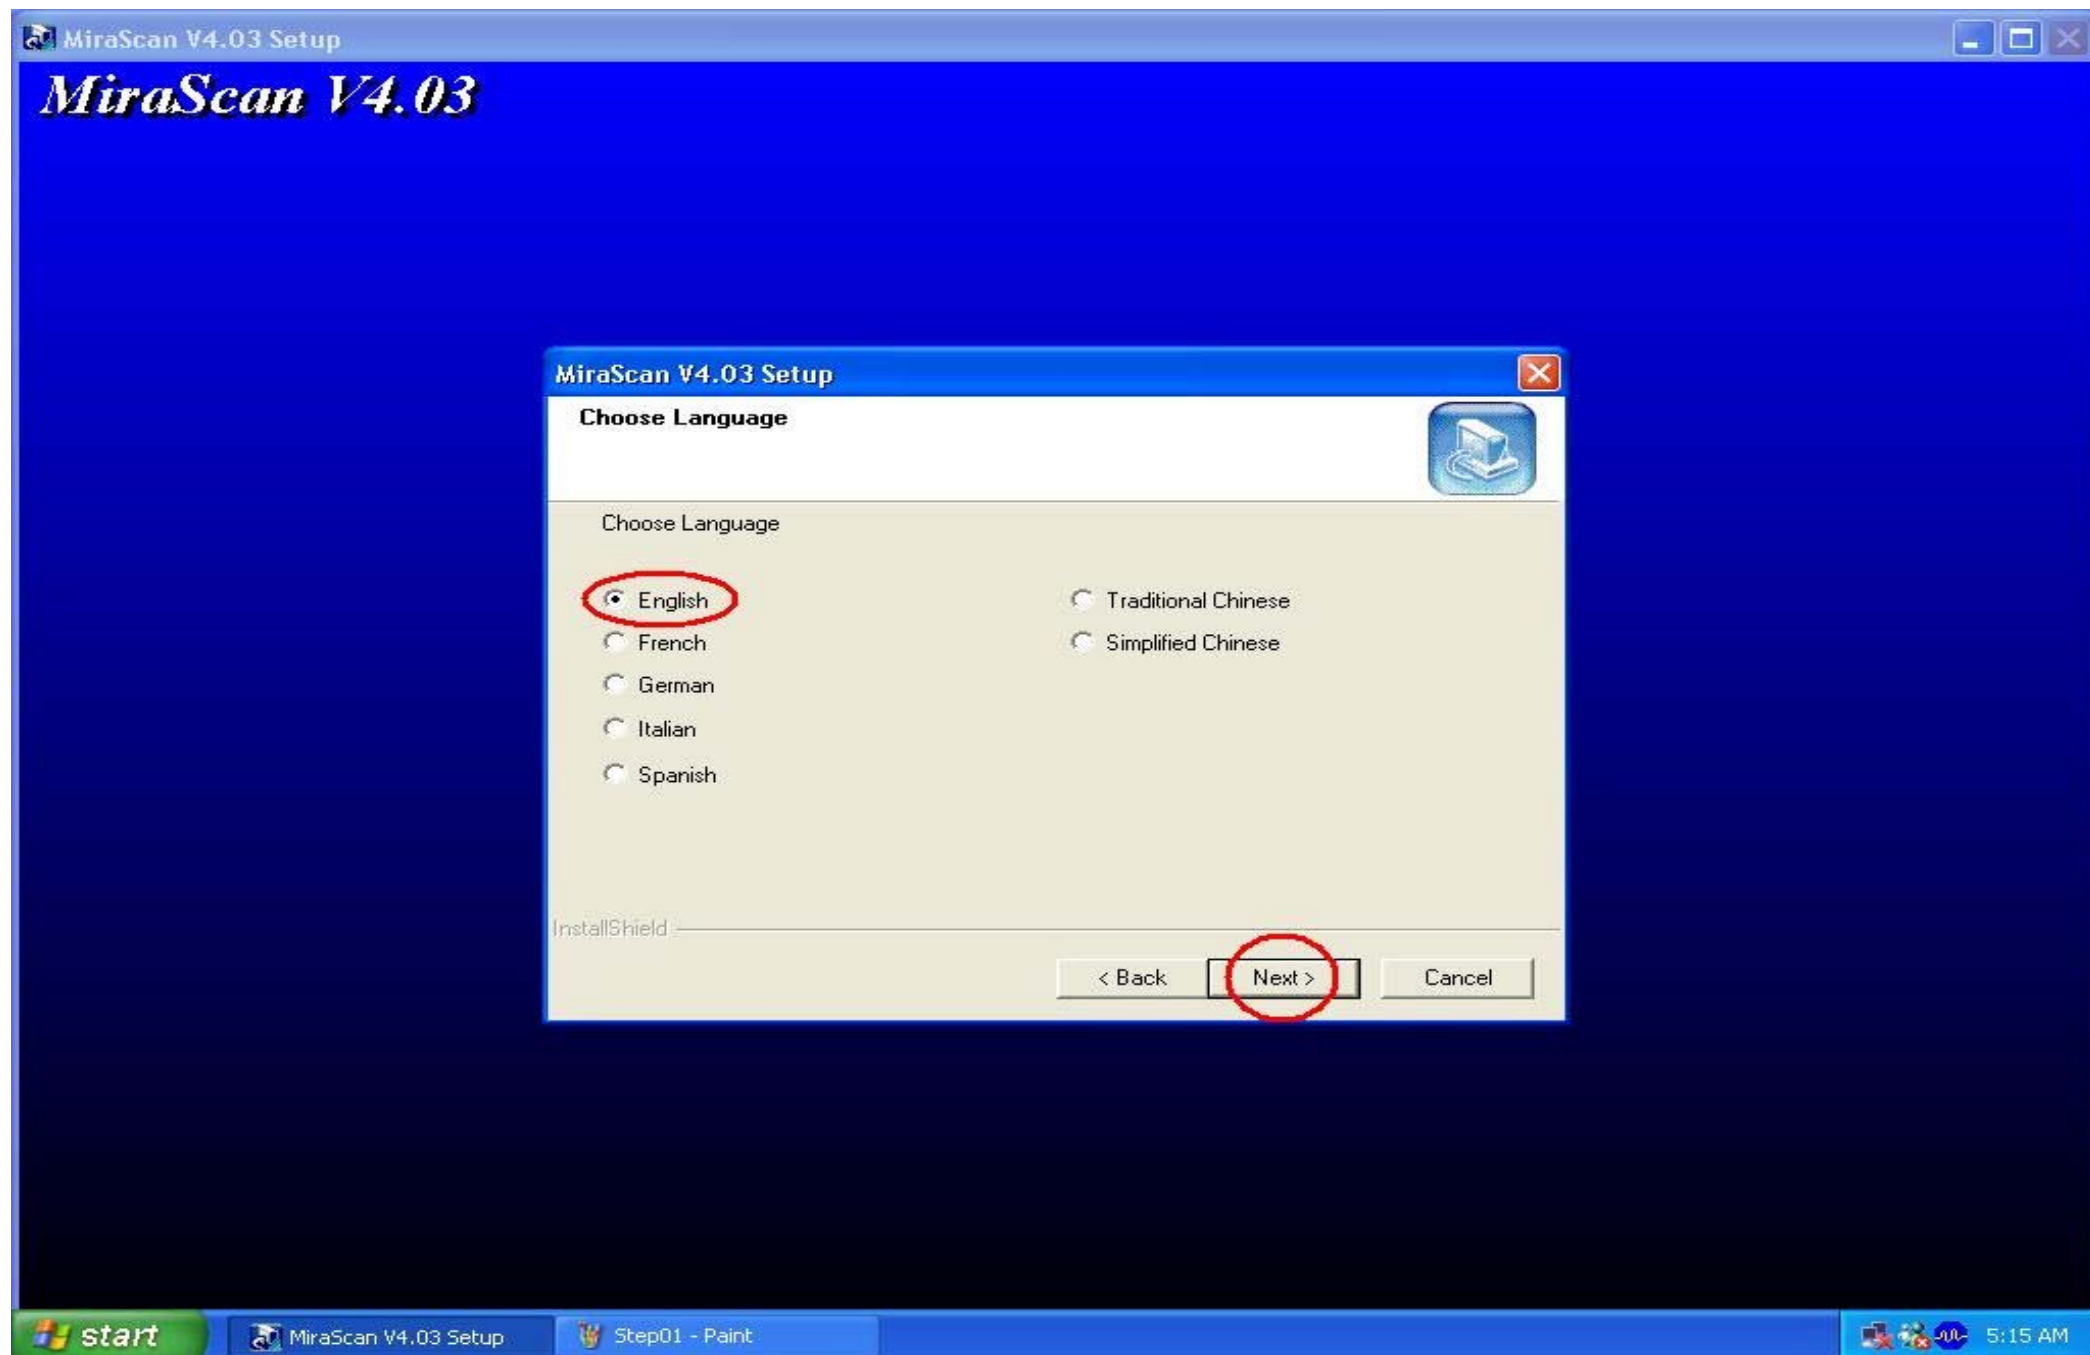 MiraScan V4.03 Setup
MiraScan V4.03
MiraScan V4.03 Setup
Choose Language
Choose Language
English
Traditional Chinese
French
Simplified Chinese
German
Italian
Spanish
InstallShield
< Back
Next >
Cancel
start
MiraScan V4.03 Setup
Step01 - Paint
5:15 AM